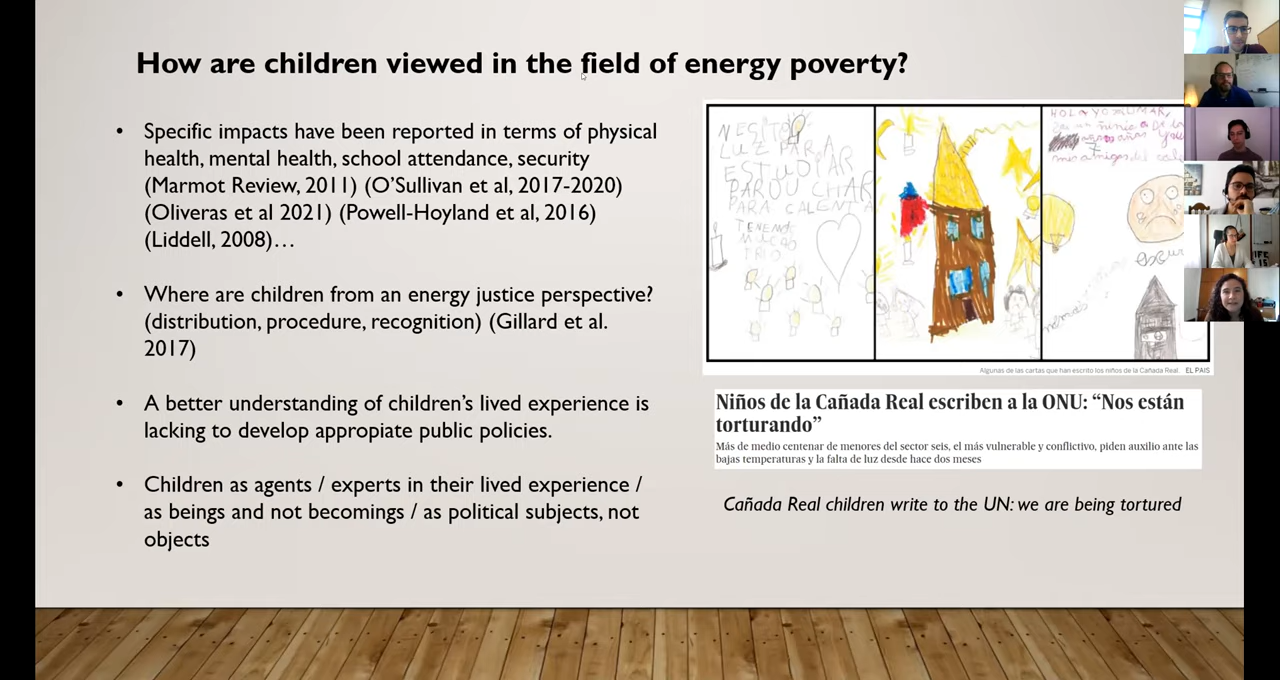 How are children viewed in the field of energy poverty?
• Specific impacts have been reported in terms of physical
health, mental health, school attendance, security
(Marmot Review, 2011) (O’Sullivan et al, 2017-2020)
(Oliveras et al 2021) (Powell-Hoyland et al, 2016)
(Liddell, 2008)…
• Where are children from an energy justice perspective?
(distribution, procedure, recognition) (Gillard et al.
2017)
• A better understanding of children’s lived experience is
lacking to develop appropiate public policies.
• Children as agents / experts in their lived experience /
as beings and not becomings / as political subjects, not
objects
NESITO
LUZ PARA
ESTUDIAR
PARA CALENTA
TENEMO
Algunas de las cartas que han escrito los niños de la Cañada Real. EL PAIS
Niños de la Cañada Real escriben a la ONU: “Nos están
torturando”
Más de medio centenar de menores del sector seis, el más vulnerable y conflictivo, piden auxilio ante las
bajas temperaturas y la falta de luz desde hace dos meses
Cañada Real children write to the UN: we are being tortured